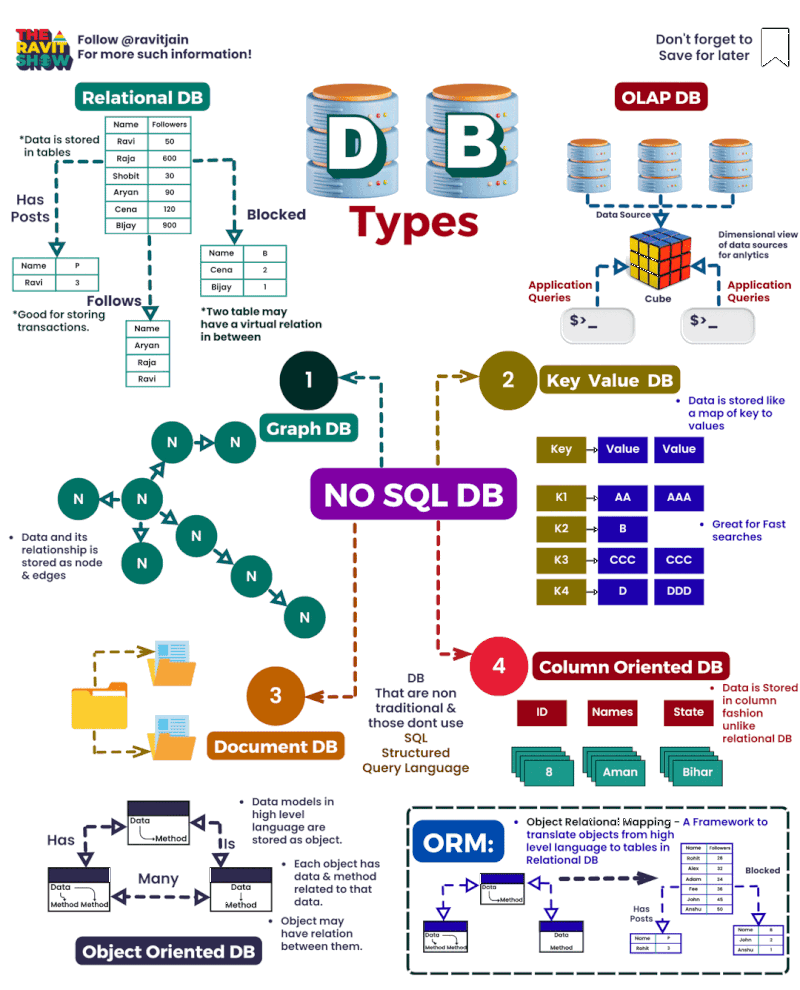 THE
RAVIT
SHOW
Follow @ravitjain
For more such information!
Don't forget to
Save for later
Relational DB
*Data is stored
in tables
Name Followers
Ravi 50
Raja 600
Shobit 30
Aryan 90
Cena 120
Bijay 900
Has
Posts
Blocked
Name P
Ravi 3
Name B
Cena 2
Bijay 1
Follows
*Good for storing
transactions.
*Two table may
have a virtual relation
in between
Name
Aryan
Raja
Ravi
D B
Types
OLAP DB
Data Source
Dimensional view
of data sources
for anlytics
Application
Queries
Cube
Application
Queries
$>_
$>_
1
Graph DB
N
N
N
N
N
N
N
N
Data and its
relationship is
stored as node
& edges
2
Key Value DB
Data is stored like
a map of key to
values
Key Value Value
K1 AA AAA
K2 B
K3 CCC CCC
K4 D DDD
Great for Fast
searches
NO SQL DB
3
Document DB
DB
That are non
traditional &
those dont use
SQL
Structured
Query Language
4
Column Oriented DB
ID Names State
8 Aman Bihar
Data is Stored
in column
fashion
unlike
relational DB
Data
Method
Has
Is
Many
Data
Method Method
Data
Method
Object Oriented DB
Data models in
high level
language are
stored as object.
Each object has
data & method
related to that
data.
Object may
have relation
between them.
ORM:
Object Relational Mapping - A Framework to
translate objects from high
level language to tables in
Relational DB
Data
Method
Data
Method Method
Data
Method
Name Followers
Rohit 28
Alex 32
Adam 34
Fee 36
John 45
Anshu 50
Has
Posts
Blocked
Name P
Rohit 3
Name B
John 2
Anshu 1